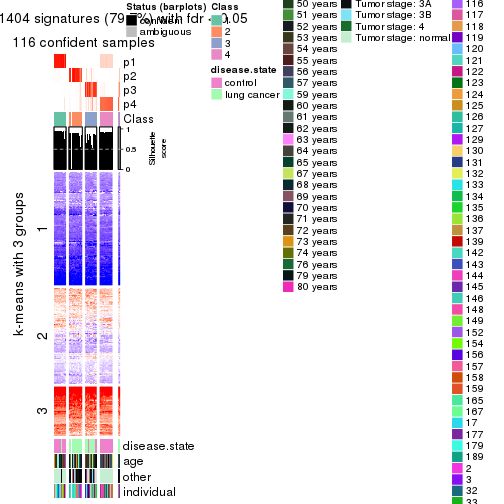 1404 signatures (79.7%) with fdr < 0.05
116 confident samples
p1
p2
p3
p4
Class
1
0.5
0
Silhouette
score
k-means with 3 groups
1
2
3
disease.state
age
other
individual
Status (barplots)
confident
ambiguous
Class
1
2
3
4
disease.state
control
lung cancer
50 years
51 years
52 years
53 years
54 years
55 years
56 years
57 years
59 years
60 years
61 years
62 years
63 years
64 years
65 years
67 years
68 years
69 years
70 years
71 years
72 years
73 years
74 years
76 years
79 years
80 years
Tumor stage: 3A
Tumor stage: 3B
Tumor stage: 4
Tumor stage: normal
116
117
118
119
120
121
122
123
124
125
126
127
129
130
131
132
133
134
135
136
137
139
142
143
144
145
146
148
149
152
154
156
157
158
159
165
167
17
177
179
189
2
3
32
33